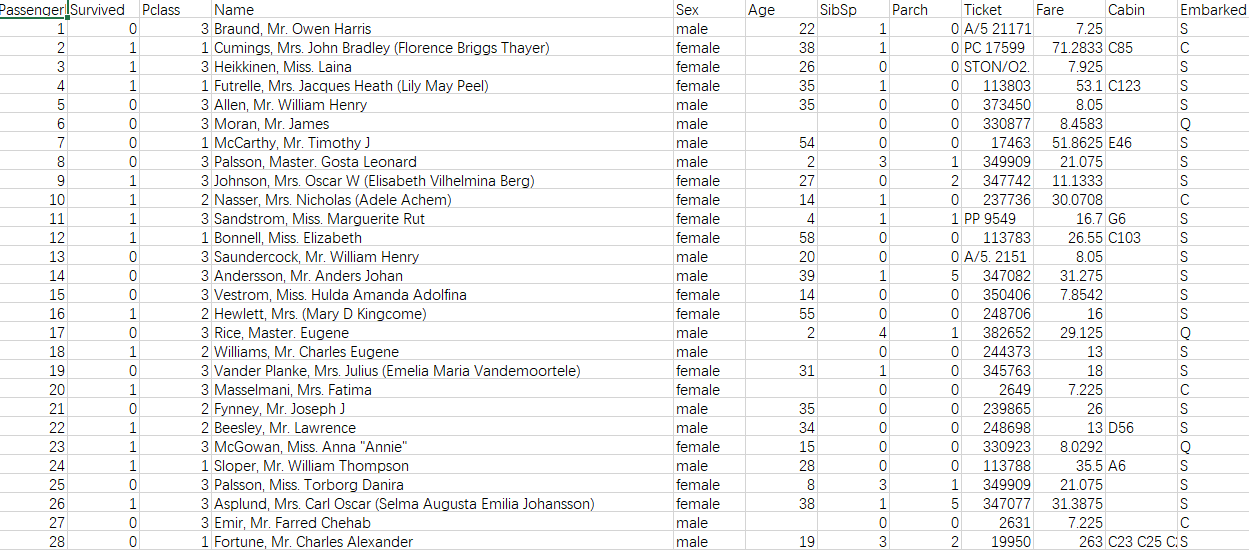 Passenger Survived Pclass Name Sex Age SibSp Parch Ticket Fare Cabin Embarked
1 0 3 Braund, Mr. Owen Harris male 22 1 0 A/5 21171 7.25 S
2 1 1 Cumings, Mrs. John Bradley (Florence Briggs Thayer) female 38 1 0 PC 17599 71.2833 C85 C
3 1 3 Heikkinen, Miss. Laina female 26 0 0 STON/O2. 7.925 S
4 1 1 Futrelle, Mrs. Jacques Heath (Lily May Peel) female 35 1 0 113803 53.1 C123 S
5 0 3 Allen, Mr. William Henry male 35 0 0 373450 8.05 S
6 0 3 Moran, Mr. James male 0 0 330877 8.4583 Q
7 0 1 McCarthy, Mr. Timothy J male 54 0 0 17463 51.8625 E46 S
8 0 3 Palsson, Master. Gosta Leonard male 2 3 1 349909 21.075 S
9 1 3 Johnson, Mrs. Oscar W (Elisabeth Vilhelmina Berg) female 27 0 2 347742 11.1333 S
10 1 2 Nasser, Mrs. Nicholas (Adele Achem) female 14 1 0 237736 30.0708 C
11 1 3 Sandstrom, Miss. Marguerite Rut female 4 1 1 PP 9549 16.7 G6 S
12 1 1 Bonnell, Miss. Elizabeth female 58 0 0 113783 26.55 C103 S
13 0 3 Saundercock, Mr. William Henry male 20 0 0 A/5. 2151 8.05 S
14 0 3 Andersson, Mr. Anders Johan male 39 1 5 347082 31.275 S
15 0 3 Vestrom, Miss. Hulda Amanda Adolfina female 14 0 0 350406 7.8542 S
16 1 2 Hewlett, Mrs. (Mary D Kingcome) female 55 0 0 248706 16 S
17 0 3 Rice, Master. Eugene male 2 4 1 382652 29.125 Q
18 1 2 Williams, Mr. Charles Eugene male 0 0 244373 13 S
19 0 3 Vander Planke, Mrs. Julius (Emelia Maria Vandemoortele) female 31 1 0 345763 18 S
20 1 3 Masselmani, Mrs. Fatima female 0 0 2649 7.225 C
21 0 2 Fynney, Mr. Joseph J male 35 0 0 239865 26 S
22 1 2 Beesley, Mr. Lawrence male 34 0 0 248698 13 D56 S
23 1 3 McGowan, Miss. Anna "Annie" female 15 0 0 330923 8.0292 Q
24 1 1 Sloper, Mr. William Thompson male 28 0 0 113788 35.5 A6 S
25 0 3 Palsson, Miss. Torborg Danira female 8 3 1 349909 21.075 S
26 1 3 Asplund, Mrs. Carl Oscar (Selma Augusta Emilia Johansson) female 38 1 5 347077 31.3875 S
27 0 3 Emir, Mr. Farred Chehab male 0 0 2631 7.225 C
28 0 1 Fortune, Mr. Charles Alexander male 19 3 2 19950 263 C23 C25 C S